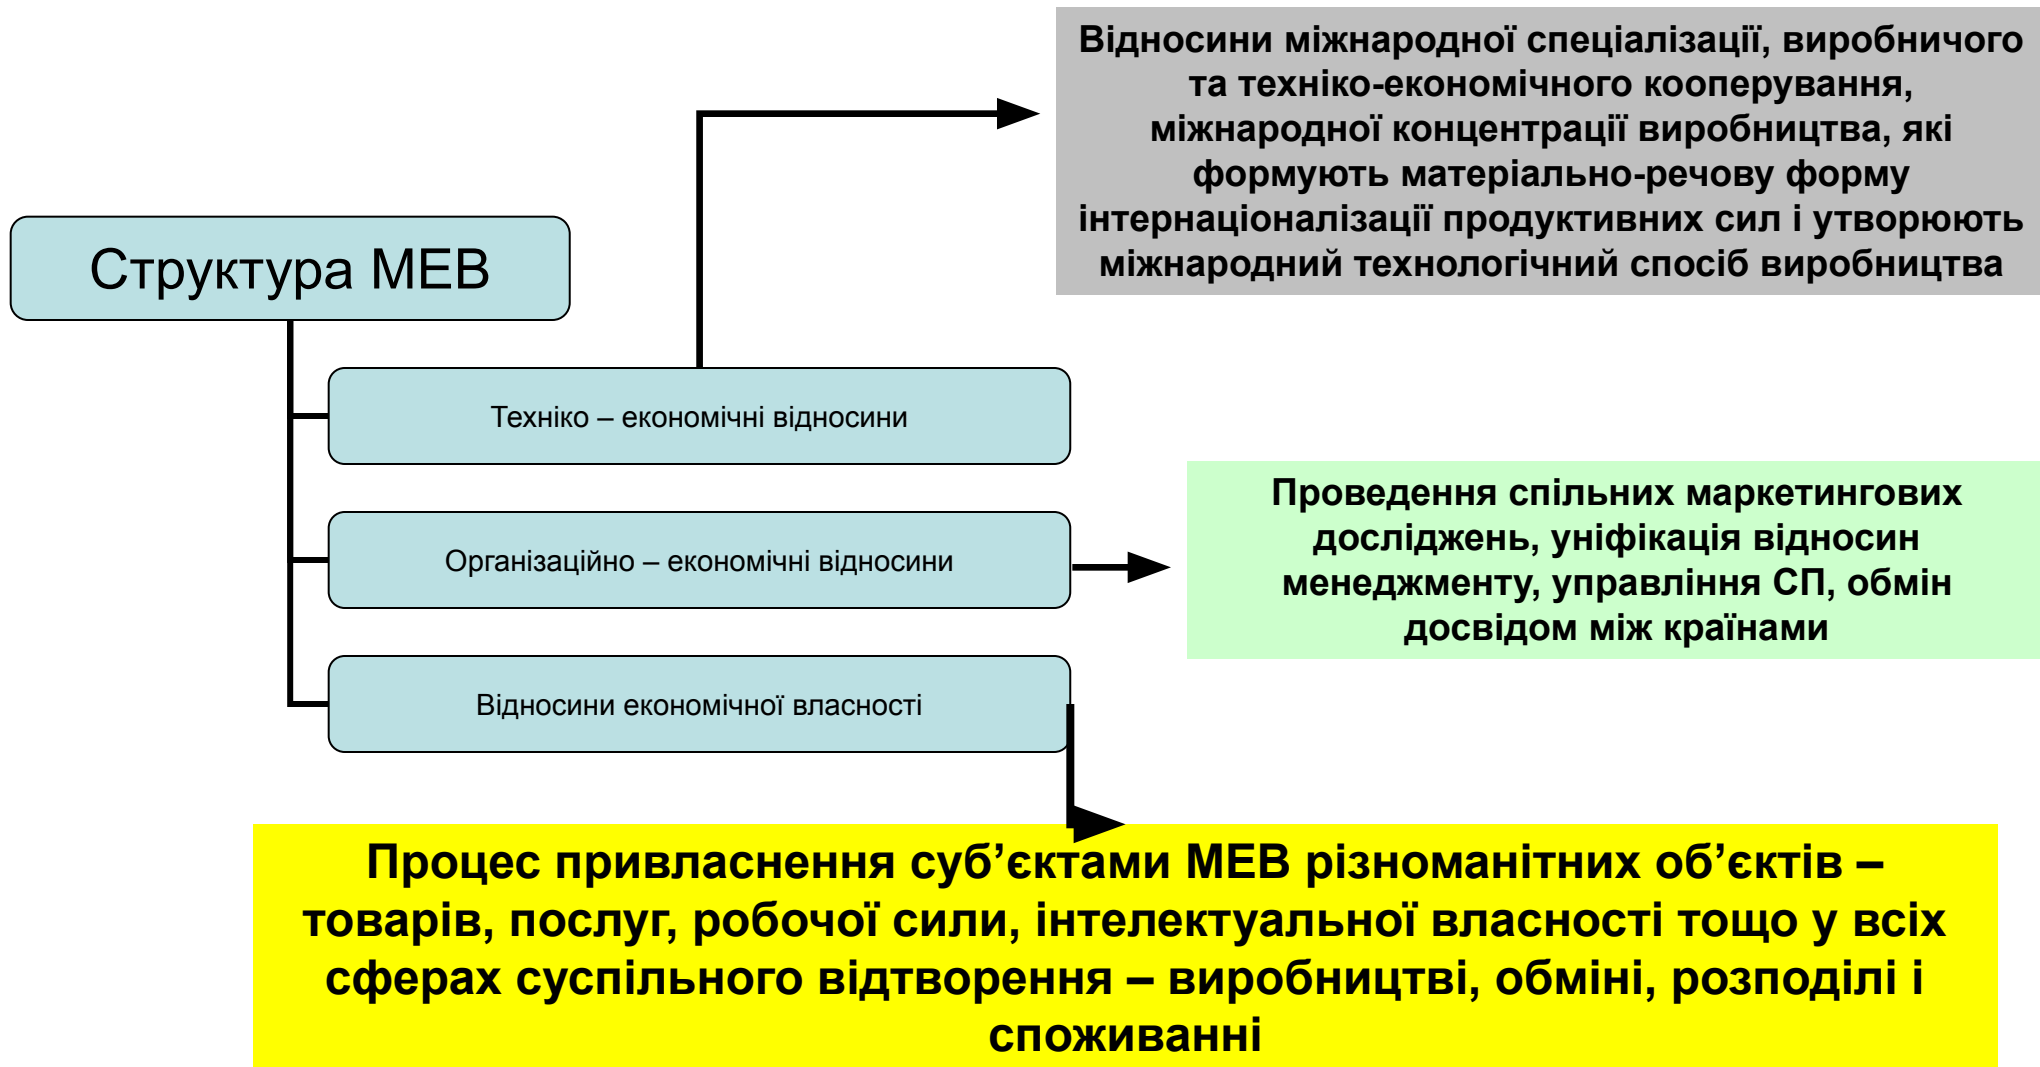 Відносини міжнародної спеціалізації, виробничого
та техніко-економічного кооперування,
міжнародної концентрації виробництва, які
формують матеріально-речову форму
інтернаціоналізації продуктивних сил і утворюють
міжнародний технологічний спосіб виробництва
Структура МЕВ
Техніко – економічні відносини
Організаційно – економічні відносини
Проведення спільних маркетингових
досліджень, уніфікація відносин
менеджменту, управління СП, обмін
досвідом між країнами
Відносини економічної власності
Процес привласнення суб’єктами МЕВ різноманітних об’єктів –
товарів, послуг, робочої сили, інтелектуальної власності тощо у всіх
сферах суспільного відтворення – виробництві, обміні, розподілі і
споживанні